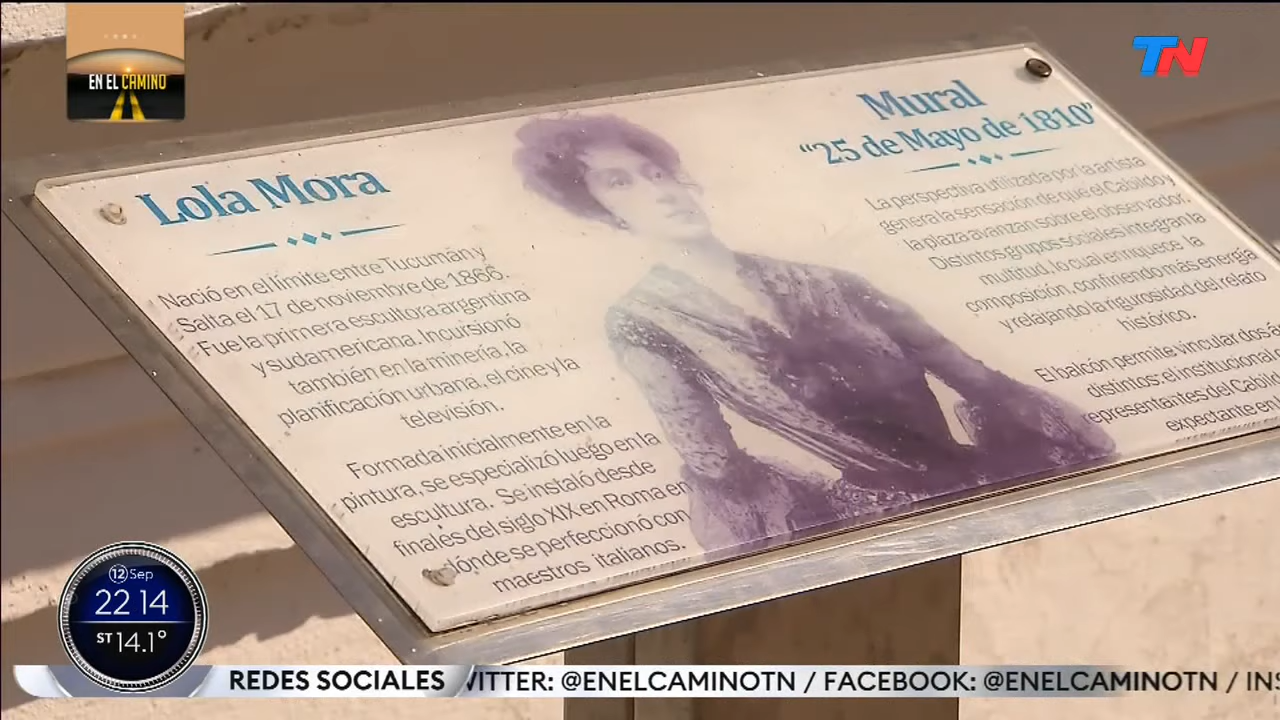 EN EL CAMINO
TN
Lola Mora
Nació en el límite entre Tucumán y
Salta el 17 de noviembre de 1866.
Fue la primera escultora argentina
y sudamericana. Incursionó
también en la minería, la
planificación urbana, el cine y la
televisión.
Formada inicialmente en la
pintura, se especializó luego en la
escultura. Se instaló desde
finales del siglo XIX en Roma en
dónde se perfeccionó con
maestros italianos.
Mural
“25 de Mayo de 1810”
La perspectiva utilizada por la artista
genera la sensación de que el Cabildo y
la plaza avanzan sobre el observador.
Distintos grupos sociales integran la
multitud, lo cual enriquece la
composición, confiriendo más energía
y relajando la rigurosidad del relato
histórico.
El balcón permite vincular dos
distintos: el institucional
representantes del
expectante en
12 Sep
22 14
ST 14.1°
REDES SOCIALES
WITTER: @ENELCAMINOTN / FACEBOOK: @ENELCAMINOTN / INS